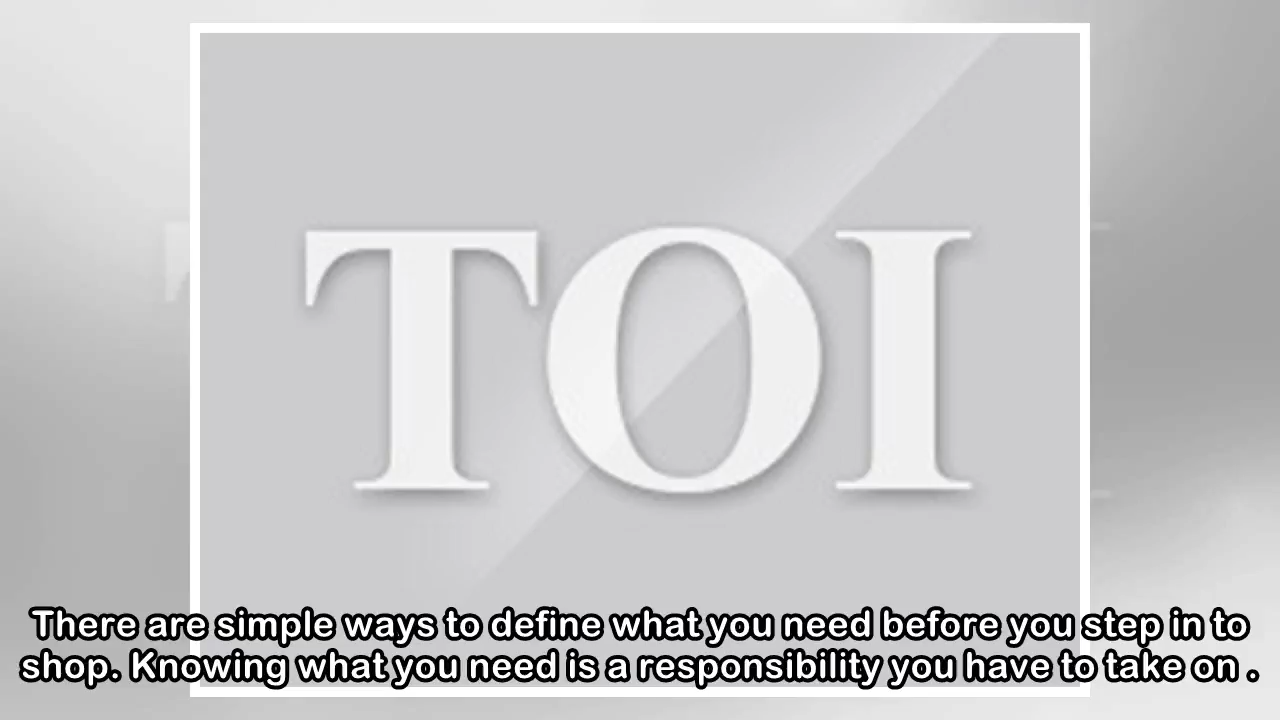 TOI
There are simple ways to define what you need before you step in to
shop. Knowing what you need is a responsibility you have to take on .